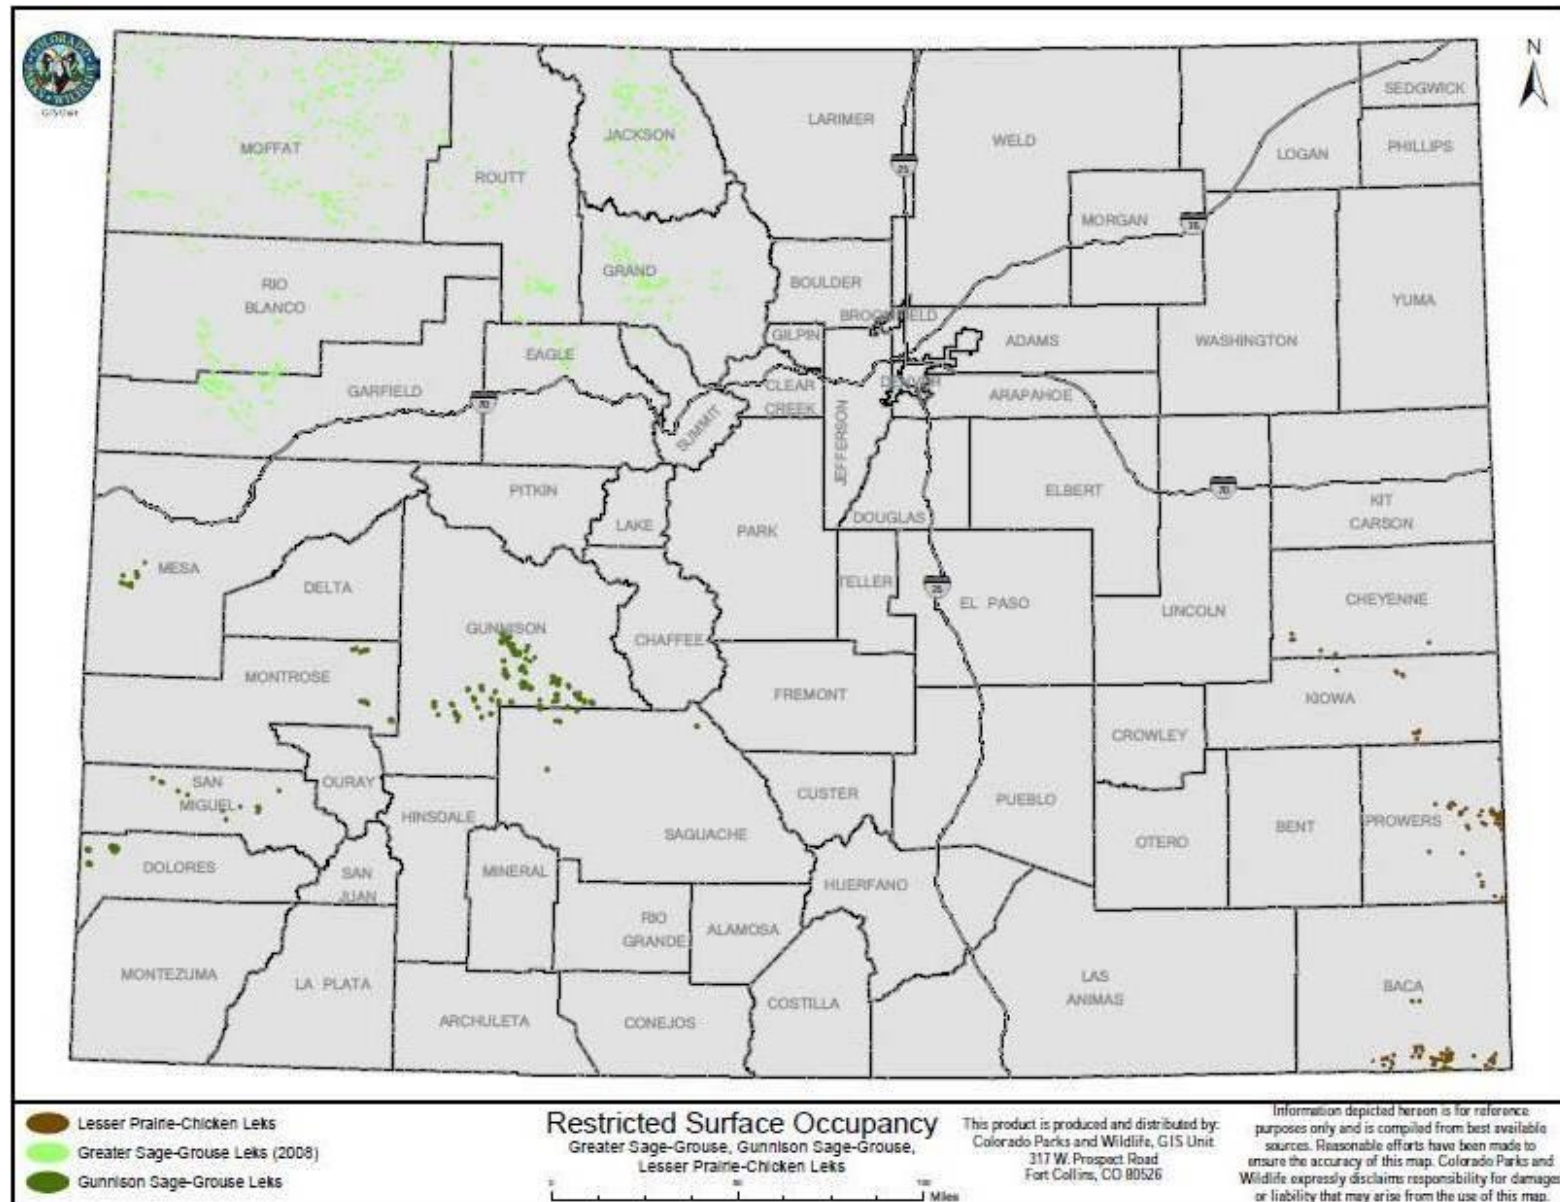 COLORADO
PARKS
WILDLIFE
N
SEDGWICK
LARIMER
JACKSON
WELD
MOFFAT
LOGAN
PHILLIPS
ROUTT
25
MORGAN
76
GRAND
RIO
BLANCO
BOULDER
YUMA
BROOMFIELD
GILPIN
ADAMS
WASHINGTON
EAGLE
GARFIELD
CLEAR
CREEK
DENVER
ARAPAHOE
70
SUMMIT
JEFFERSON
PITKIN
ELBERT
70
KIT
CARSON
LAKE
PARK
DOUGLAS
MESA
DELTA
TELLER
25
EL PASO
LINCOLN
CHEYENNE
GUNNISON
CHAFFEE
MONTROSE
FREMONT
KIOWA
CROWLEY
SAN
MIGUEL
OURAY
HINSDALE
CUSTER
PUEBLO
SAGUACHE
OTERO
BENT
PROWERS
DOLORES
SAN
JUAN
MINERAL
HUERFANO
RIO
GRANDE
ALAMOSA
MONTEZUMA
LA PLATA
COSTILLA
LAS
ANIMAS
BACA
ARCHULETA
CONEJOS
Lesser Prairie-Chicken Leks
Greater Sage-Grouse Leks (2008)
Gunnison Sage-Grouse Leks
Restricted Surface Occupancy
Greater Sage-Grouse, Gunnison Sage-Grouse,
Lesser Prairie-Chicken Leks
0 50 100
Miles
This product is produced and distributed by:
Colorado Parks and Wildlife, GIS Unit
317 W. Prospect Road
Fort Collins, CO 80526
Information depicted hereon is for reference
purposes only and is compiled from best available
sources. Reasonable efforts have been made to
ensure the accuracy of this map. Colorado Parks and
Wildlife expressly disclaims responsibility for damages
or liability that may arise from the use of this map.